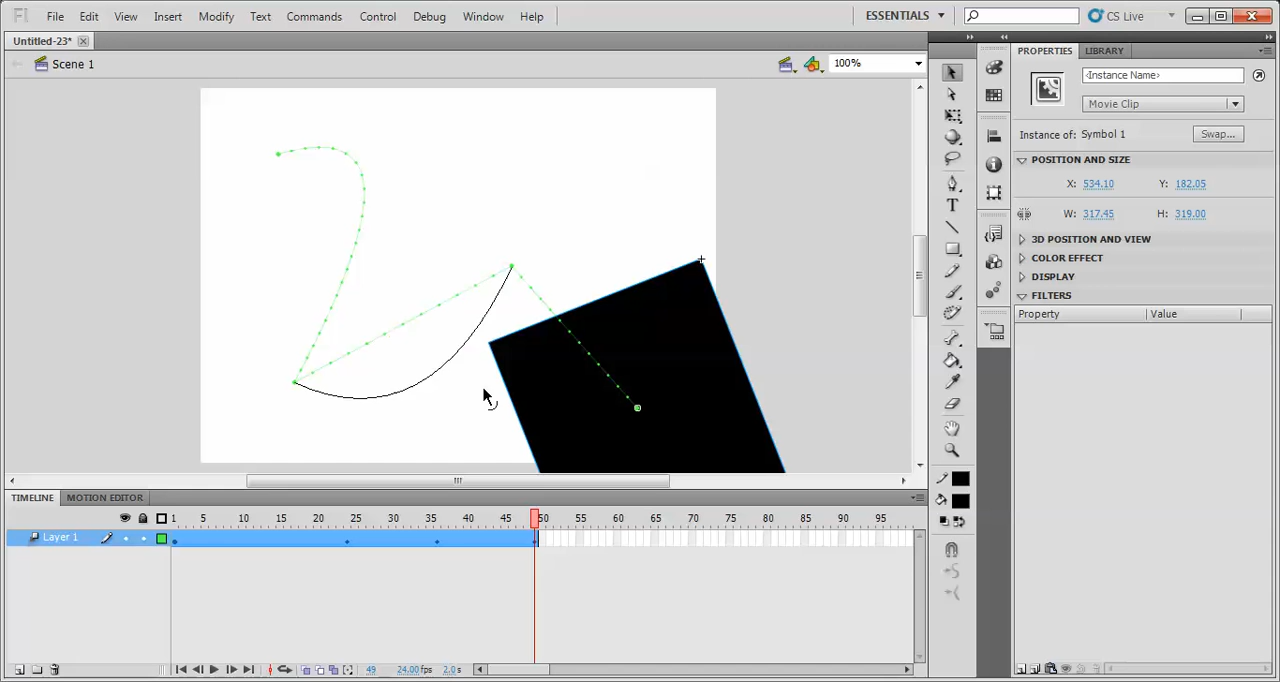 Fl File Edit View Insert Modify Text Commands Control Debug Window Help ESSENTIALS CS Live
Untitled-23*
Scene 1 100%
PROPERTIES LIBRARY
<Instance Name>
Movie Clip
Instance of: Symbol 1 Swap...
POSITION AND SIZE
X: 534.10 Y: 182.05
W: 317.45 H: 319.00
3D POSITION AND VIEW
COLOR EFFECT
DISPLAY
FILTERS
Property Value
T
TIMELINE MOTION EDITOR
1 5 10 15 20 25 30 35 40 45 50 55 60 65 70 75 80 85 90 95
Layer 1
49 24.00fps 2.0s